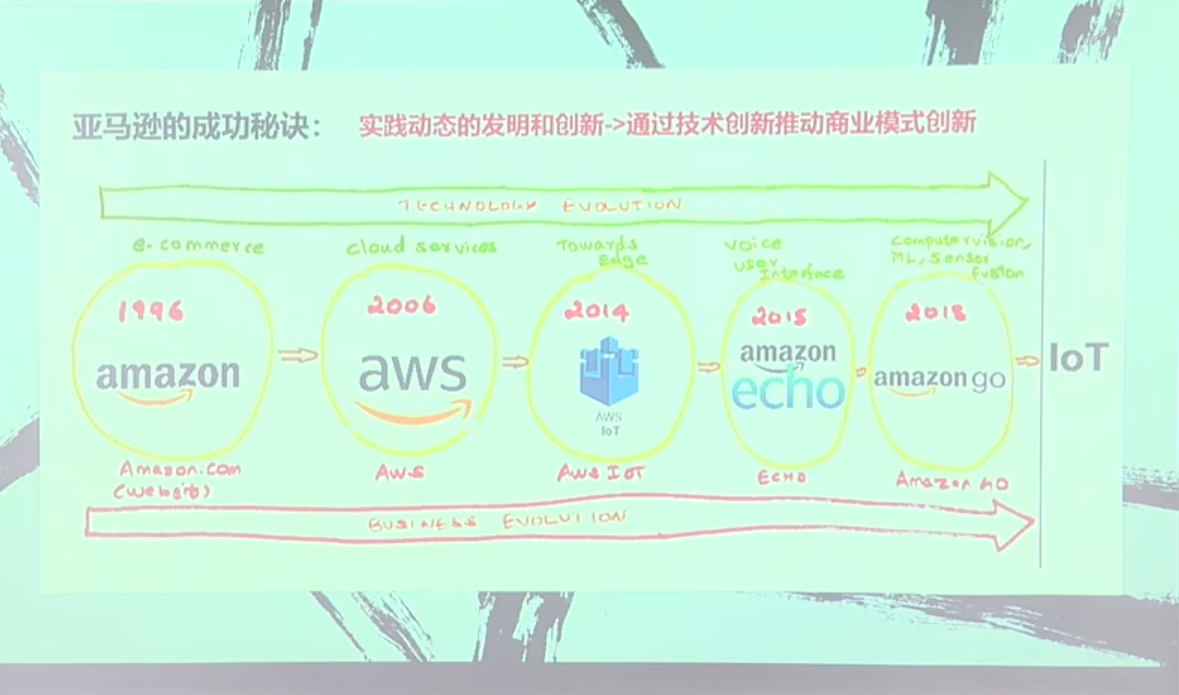 亚马逊的成功秘诀： 实践动态的发明和创新->通过技术创新推动商业模式创新
TECHNOLOGY EVOLUTION
e-commerce
1996
amazon
Amazon.com
(website)
cloud services
2006
aws
AWS
Towards
edge
2014
AWS
IoT
AWS IOT
Voice
user
Interface
2015
amazon
echo
ECHO
Computer vision,
ML, Sensor
fusion
2018
amazon go
Amazon GO
IoT
BUSINESS EVOLUTION